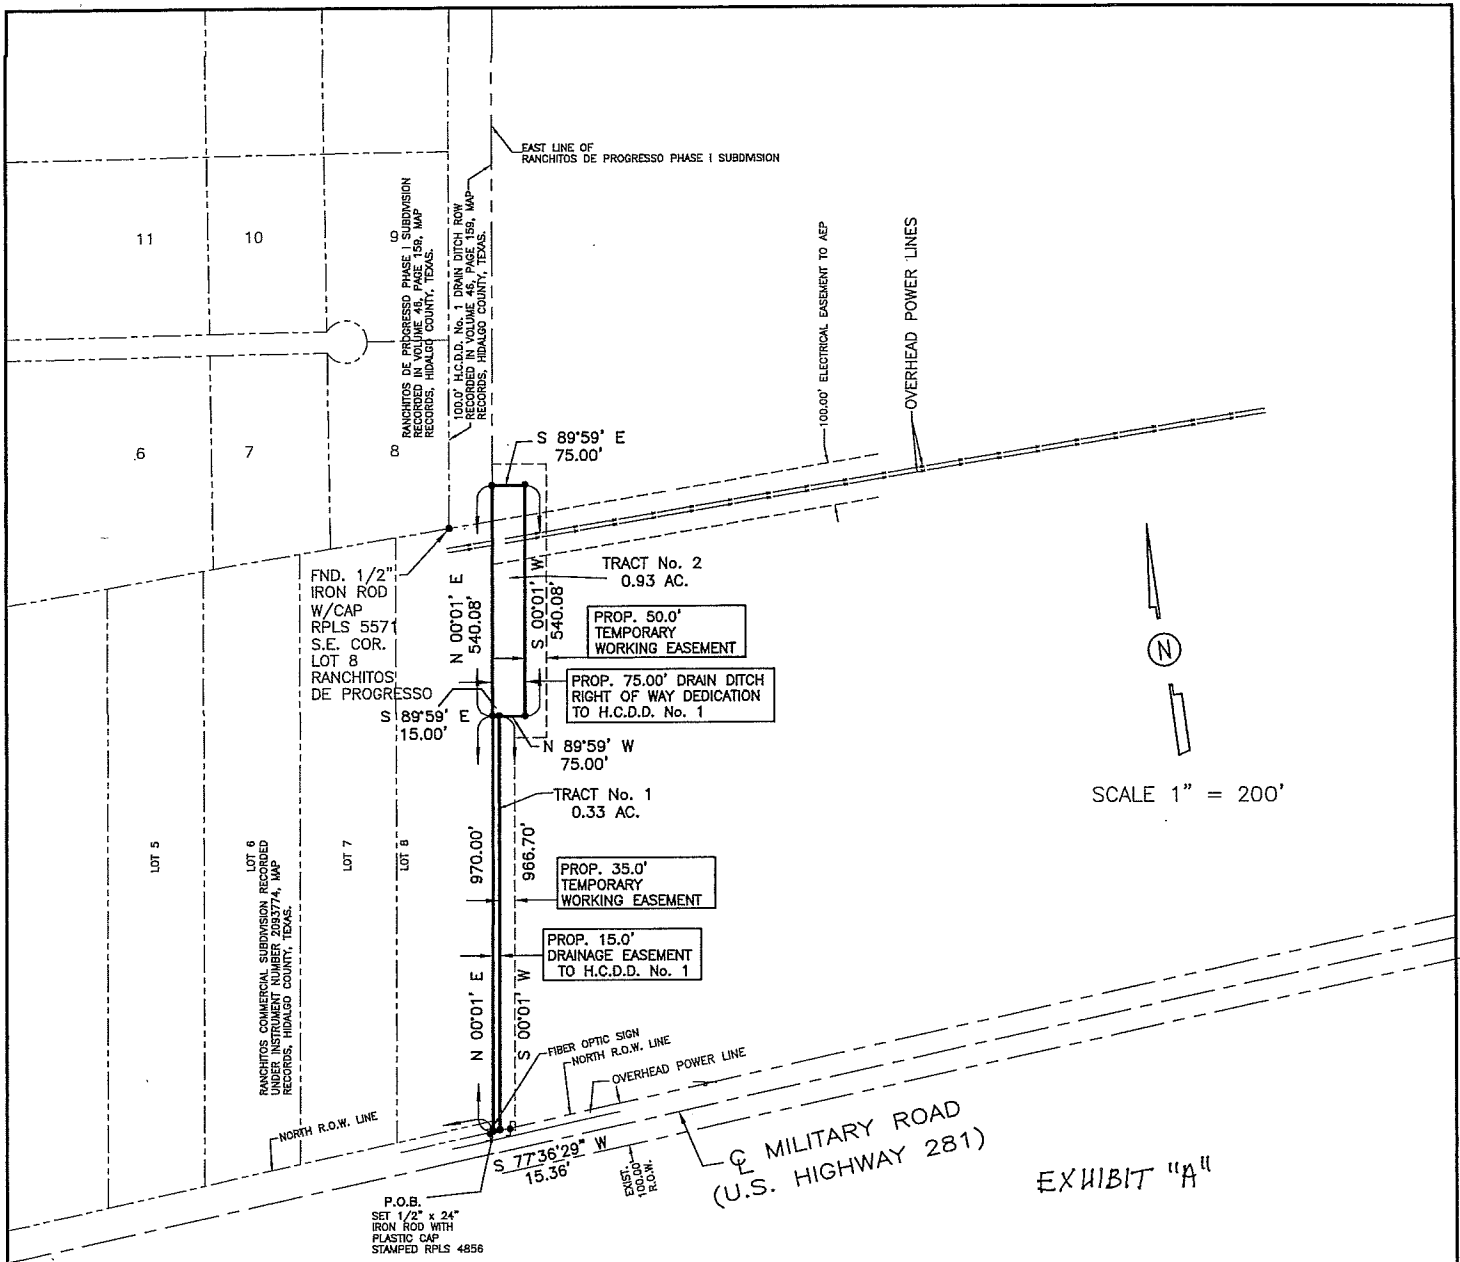 EAST LINE OF
RANCHITOS DE PROGRESSO PHASE I SUBDIVISION
11
10
9
RANCHITOS DE PROGRESSO PHASE I SUBDIVISION
RECORDED IN VOLUME 46, PAGE 159, MAP
RECORDS, HIDALGO COUNTY, TEXAS.
100.0' H.C.D.D. No. 1 DRAIN DITCH ROW
RECORDED IN VOLUME 46, PAGE 159, MAP
RECORDS, HIDALGO COUNTY, TEXAS.
100.00' ELECTRICAL EASEMENT TO AEP
OVERHEAD POWER LINES
6
7
8
S 89°59' E
75.00'
FND. 1/2"
IRON ROD
W/CAP
RPLS 5571
S.E. COR.
LOT 8
RANCHITOS
DE PROGRESSO
N 00°01' E
540.08'
S 00°01' W
540.08'
TRACT No. 2
0.93 AC.
PROP. 50.0'
TEMPORARY
WORKING EASEMENT
PROP. 75.00' DRAIN DITCH
RIGHT OF WAY DEDICATION
TO H.C.D.D. No. 1
S 89°59' E
15.00'
N 89°59' W
75.00'
N
SCALE 1" = 200'
TRACT No. 1
0.33 AC.
LOT 5
LOT 6
LOT 7
LOT 8
RANCHITOS COMMERCIAL SUBDIVISION RECORDED
UNDER INSTRUMENT NUMBER 2093774, MAP
RECORDS, HIDALGO COUNTY, TEXAS.
970.00'
966.70'
PROP. 35.0'
TEMPORARY
WORKING EASEMENT
PROP. 15.0'
DRAINAGE EASEMENT
TO H.C.D.D. No. 1
N 00°01' E
S 00°01' W
FIBER OPTIC SIGN
NORTH R.O.W. LINE
OVERHEAD POWER LINE
NORTH R.O.W. LINE
S 77°36'29" W
15.36'
EXIST.
100.00
R.O.W.
℄ MILITARY ROAD
(U.S. HIGHWAY 281)
EXHIBIT "A"
P.O.B.
SET 1/2" x 24"
IRON ROD WITH
PLASTIC CAP
STAMPED RPLS 4856